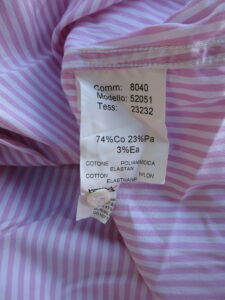 Comm: 8040
Modello: 52051
Tess: 23232
74%Co 23%Pa
3%Ea
COTONE POLIAMMIDICA
ELASTAN
COTTON NYLON
ELASTHANE